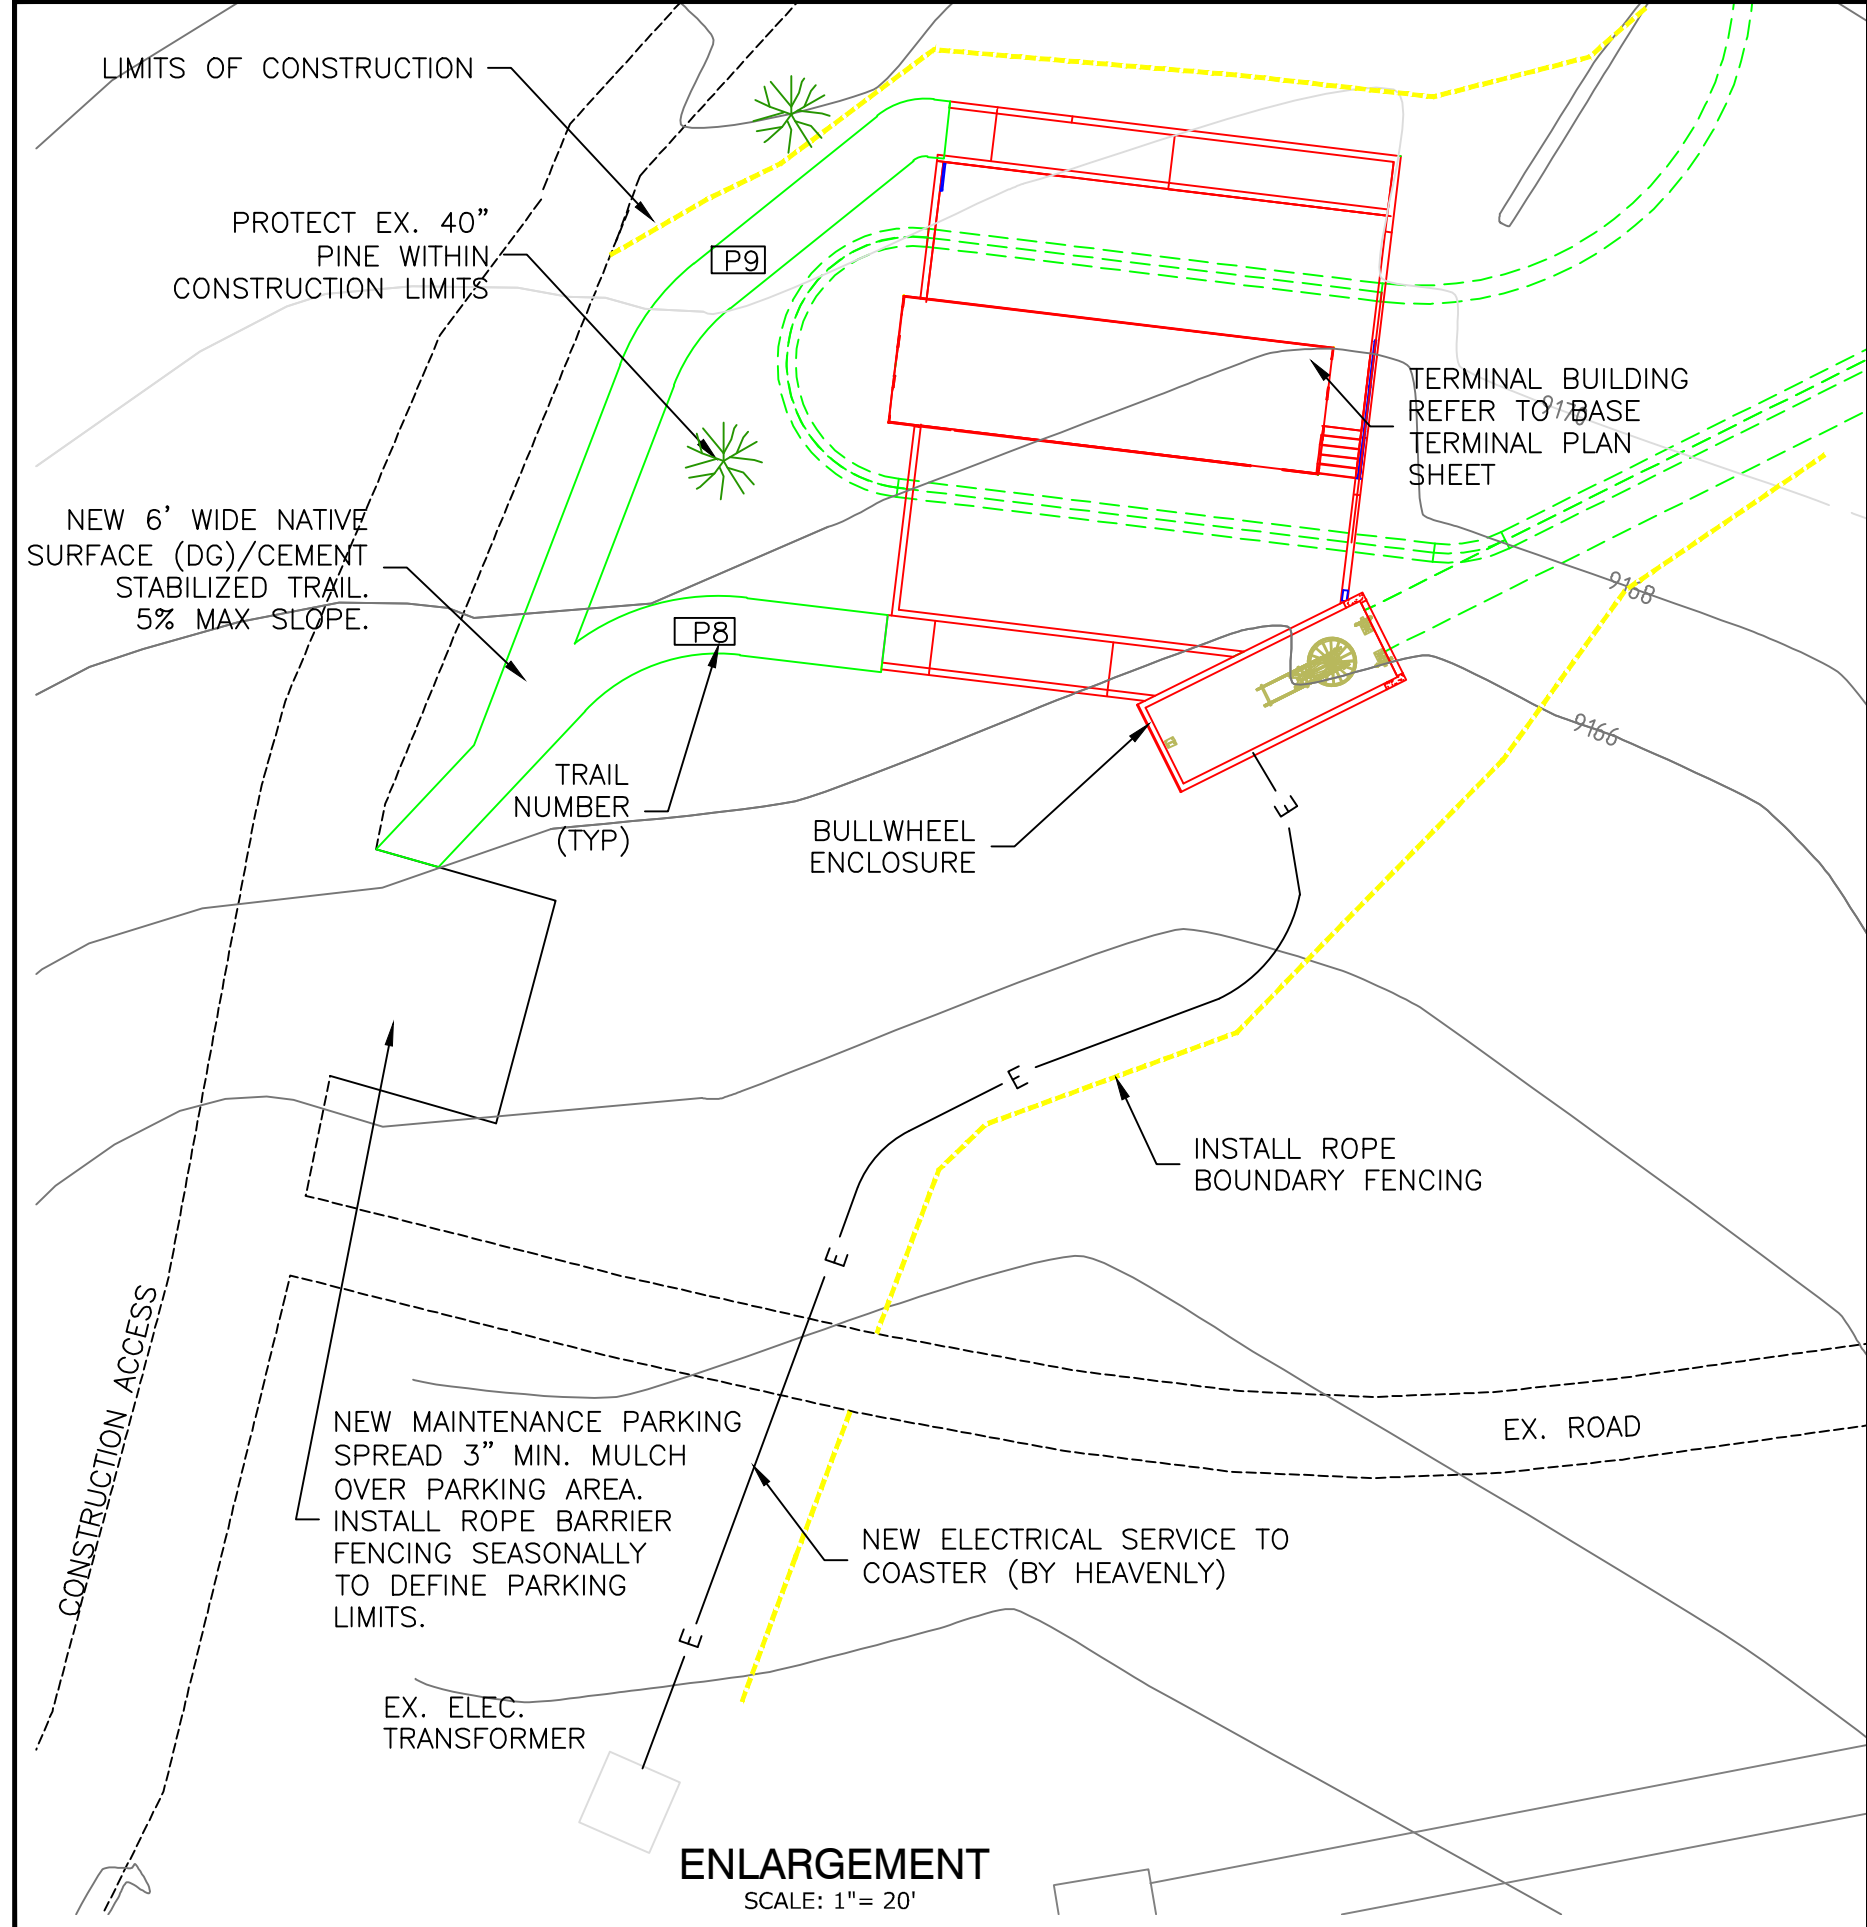 LIMITS OF CONSTRUCTION
PROTECT EX. 40"
PINE WITHIN
CONSTRUCTION LIMITS
P9
TERMINAL BUILDING
REFER TO BASE
TERMINAL PLAN
SHEET
9170
NEW 6' WIDE NATIVE
SURFACE (DG)/CEMENT
STABILIZED TRAIL.
5% MAX SLOPE.
9168
P8
9166
TRAIL
NUMBER
(TYP)
BULLWHEEL
ENCLOSURE
E
E
INSTALL ROPE
BOUNDARY FENCING
E
CONSTRUCTION ACCESS
NEW MAINTENANCE PARKING
SPREAD 3" MIN. MULCH
OVER PARKING AREA.
INSTALL ROPE BARRIER
FENCING SEASONALLY
TO DEFINE PARKING
LIMITS.
EX. ROAD
NEW ELECTRICAL SERVICE TO
COASTER (BY HEAVENLY)
E
EX. ELEC.
TRANSFORMER
ENLARGEMENT
SCALE: 1"= 20'